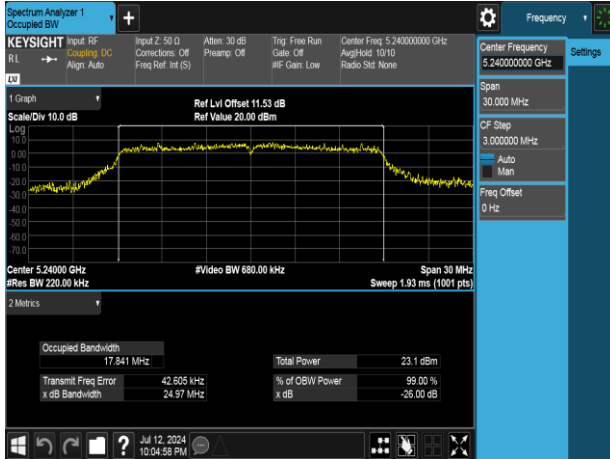 Spectrum Analyzer 1
Occupied BW
Frequency
KEYSIGHT
RL
Input: RF
Coupling: DC
Align: Auto
Input Z: 50 Ω
Corrections: Off
Freq Ref: Int (S)
Atten: 30 dB
Preamp: Off
Trig: Free Run
Gate: Off
#IF Gain: Low
Center Freq: 5.240000000 GHz
Avg|Hold: 10/10
Radio Std: None
LXI
Center Frequency
5.240000000 GHz
Settings
Span
30.000 MHz
CF Step
3.000000 MHz
Auto
Man
Freq Offset
0 Hz
1 Graph
Scale/Div 10.0 dB
Ref Lvl Offset 11.53 dB
Ref Value 20.00 dBm
Log
10.0
0.00
-10.0
-20.0
-30.0
-40.0
-50.0
-60.0
-70.0
Center 5.24000 GHz
#Video BW 680.00 kHz
Span 30 MHz
#Res BW 220.00 kHz
Sweep 1.93 ms (1001 pts)
2 Metrics
Occupied Bandwidth
17.841 MHz
Total Power 23.1 dBm
Transmit Freq Error 42.605 kHz
% of OBW Power 99.00 %
x dB Bandwidth 24.97 MHz
x dB -26.00 dB
?
Jul 12, 2024
10:04:58 PM